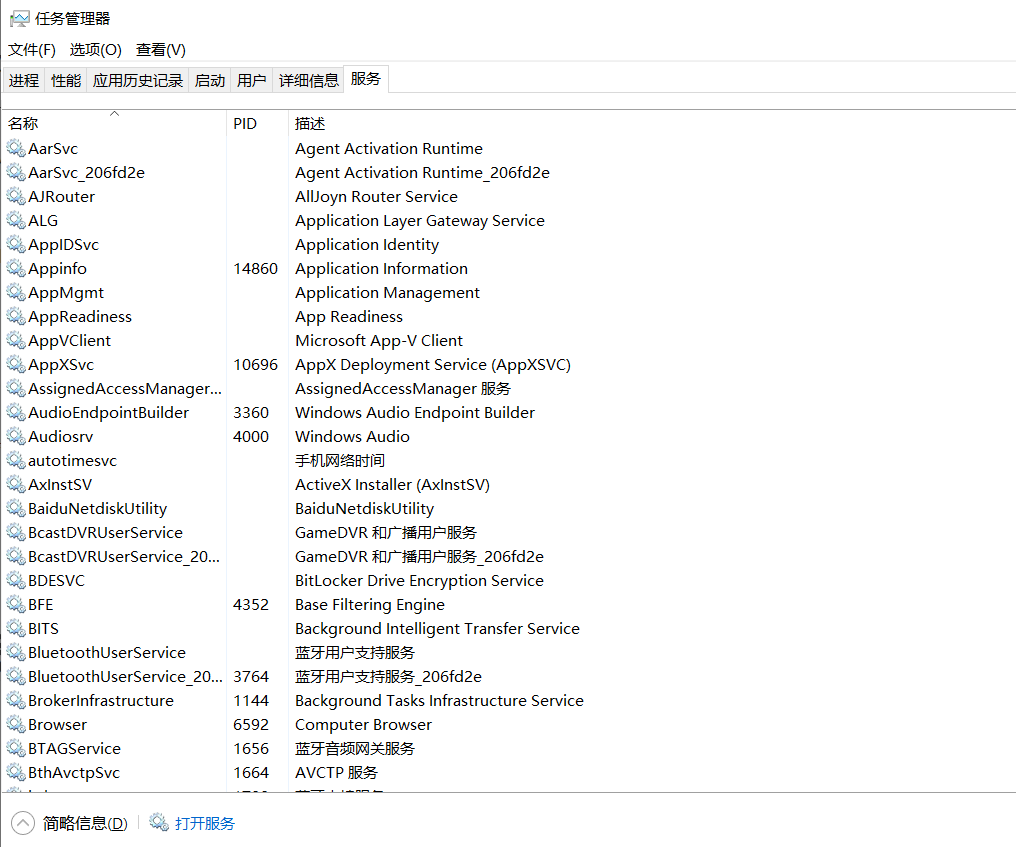 任务管理器
文件(F) 选项(O) 查看(V)
进程 性能 应用历史记录 启动 用户 详细信息 服务
名称 PID 描述
AarSvc Agent Activation Runtime
AarSvc_206fd2e Agent Activation Runtime_206fd2e
AJRouter AllJoyn Router Service
ALG Application Layer Gateway Service
AppIDSvc Application Identity
Appinfo 14860 Application Information
AppMgmt Application Management
AppReadiness App Readiness
AppVClient Microsoft App-V Client
AppXSvc 10696 AppX Deployment Service (AppXSVC)
AssignedAccessManager... AssignedAccessManager 服务
AudioEndpointBuilder 3360 Windows Audio Endpoint Builder
Audiosrv 4000 Windows Audio
autotimesvc 手机网络时间
AxInstSV ActiveX Installer (AxInstSV)
BaiduNetdiskUtility BaiduNetdiskUtility
BcastDVRUserService GameDVR 和广播用户服务
BcastDVRUserService_20... GameDVR 和广播用户服务_206fd2e
BDESVC BitLocker Drive Encryption Service
BFE 4352 Base Filtering Engine
BITS Background Intelligent Transfer Service
BluetoothUserService 蓝牙用户支持服务
BluetoothUserService_20... 3764 蓝牙用户支持服务_206fd2e
BrokerInfrastructure 1144 Background Tasks Infrastructure Service
Browser 6592 Computer Browser
BTAGService 1656 蓝牙音频网关服务
BthAvctpSvc 1664 AVCTP 服务
简略信息(D) 打开服务